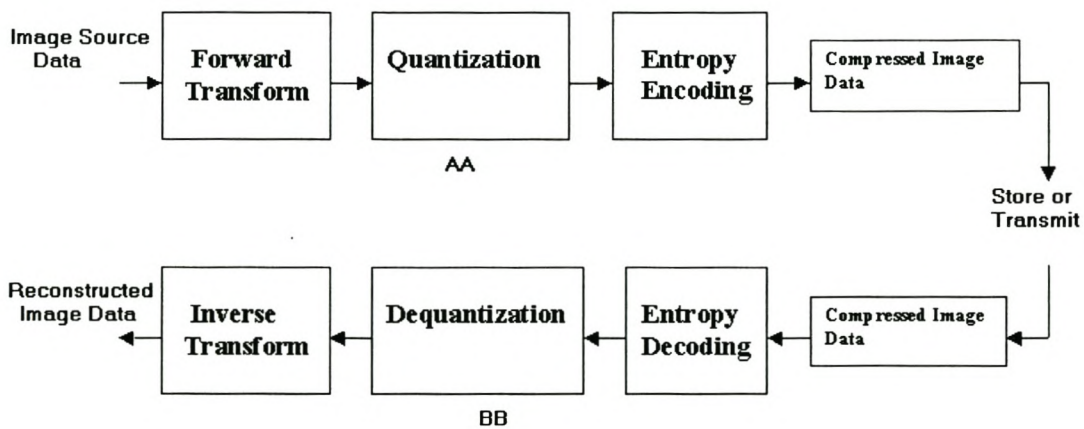 Image Source
Data
Forward
Transform
Quantization
Entropy
Encoding
Compressed Image
Data
AA
Store or
Transmit
Reconstructed
Image Data
Inverse
Transform
Dequantization
Entropy
Decoding
Compressed Image
Data
BB